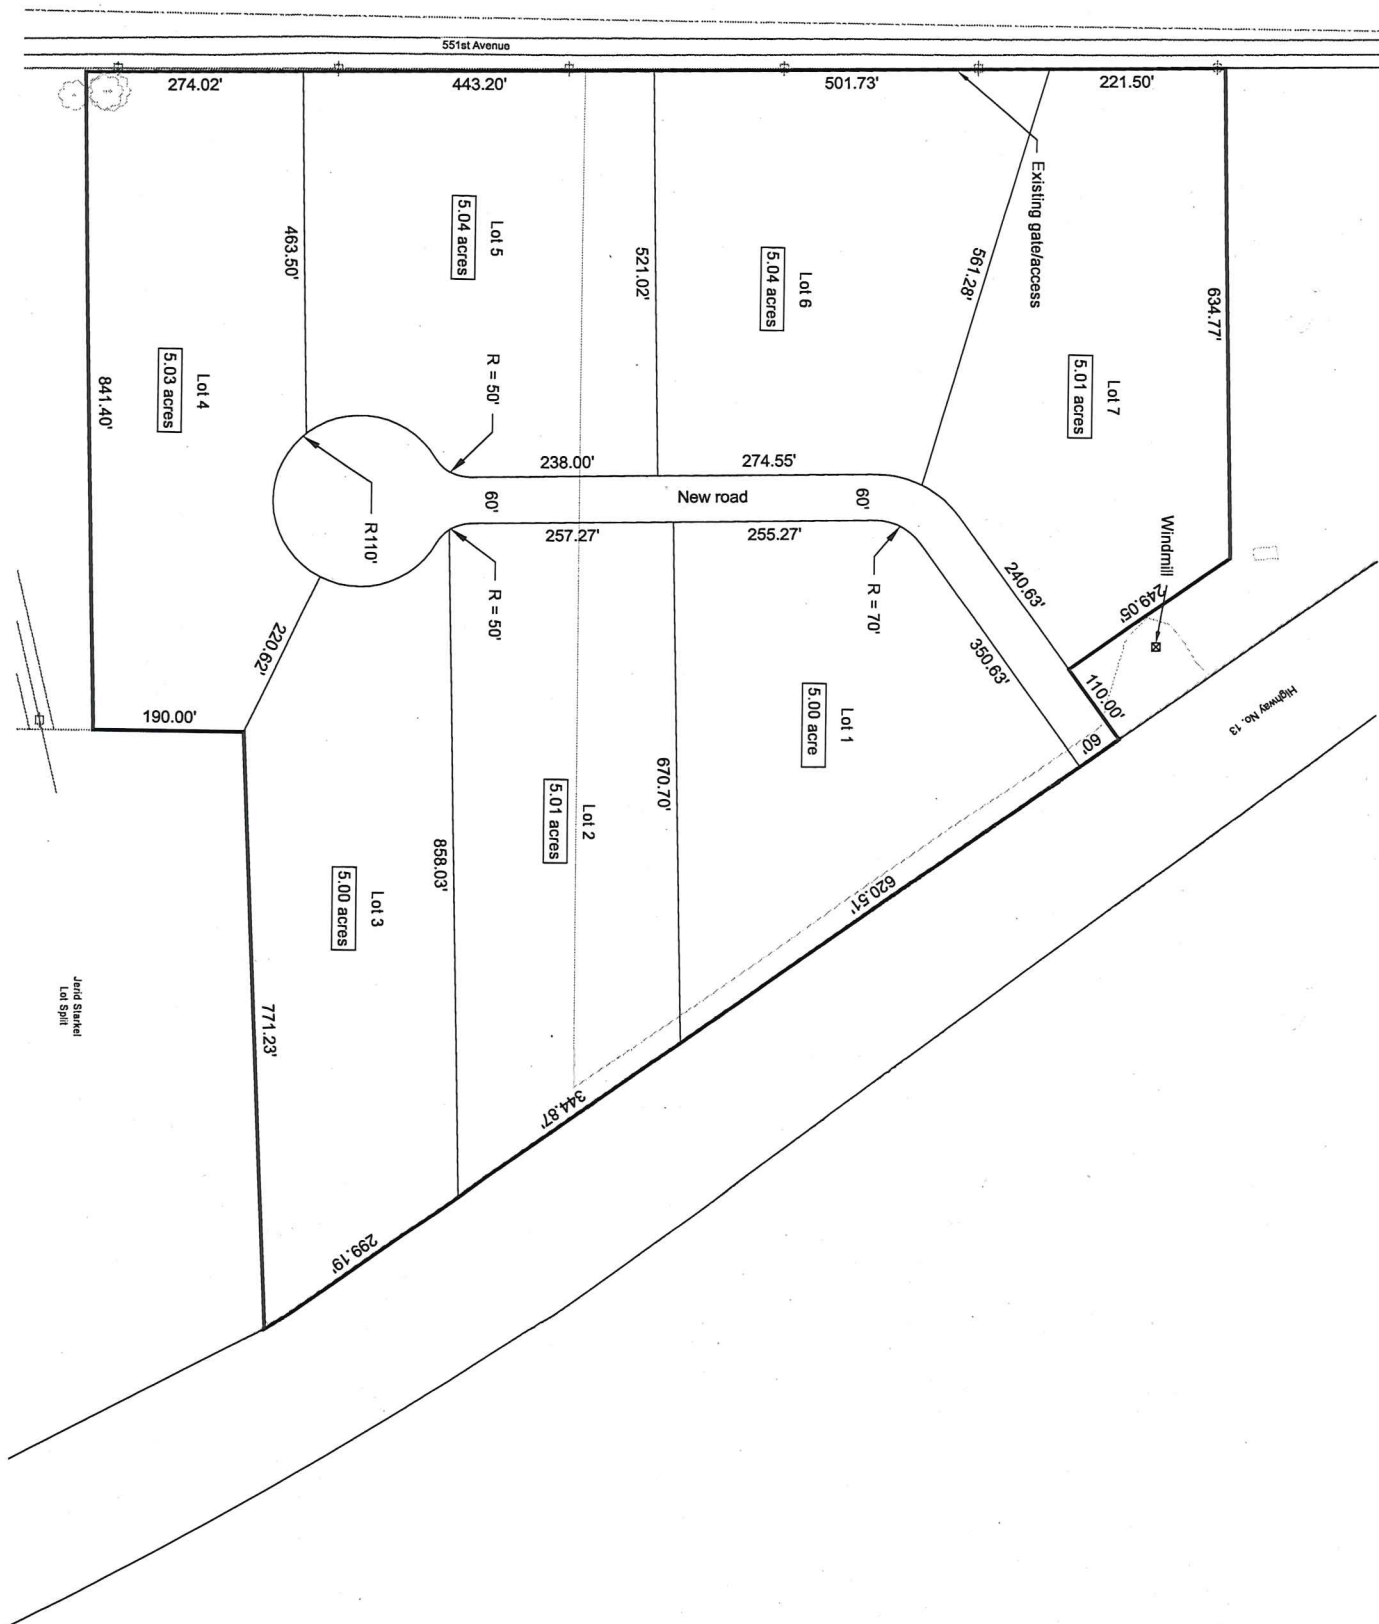 551st Avenue
274.02'
443.20'
501.73'
221.50'
Existing gate/access
463.50'
Lot 5
5.04 acres
521.02'
Lot 6
5.04 acres
561.28'
634.77'
Lot 4
5.03 acres
841.40'
R = 50'
Lot 7
5.01 acres
238.00'
274.55'
60'
New road
60'
257.27'
255.27'
R110'
R = 50'
R = 70'
Windmill
240.63'
249.05'
350.63'
110.00'
60'
Highway No. 13
220.62'
190.00'
Lot 1
5.00 acre
670.70'
Lot 2
5.01 acres
858.03'
Lot 3
5.00 acres
620.51'
344.87'
771.23'
299.19'
Jerid Starkel
Lot Split